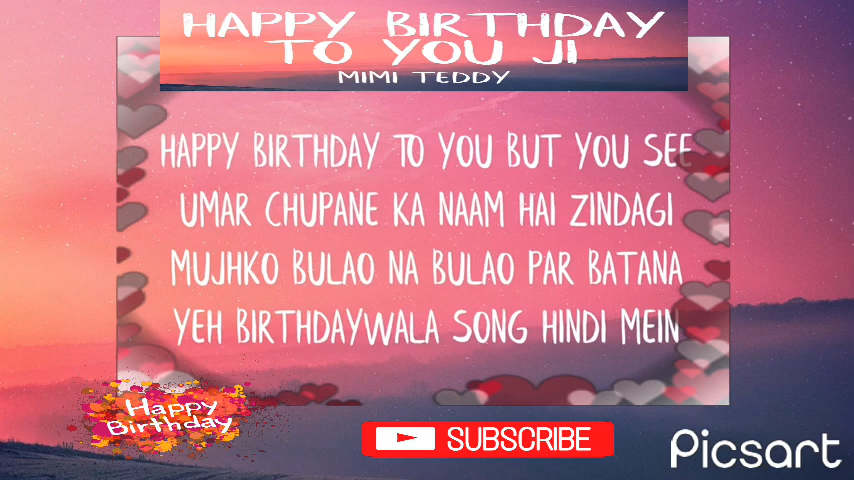 HAPPY BIRTHDAY
TO YOU JI
MIMI TEDDY
HAPPY BIRTHDAY TO YOU BUT YOU SEE
UMAR CHUPANE KA NAAM HAI ZINDAGI
MUJHKO BULAO NA BULAO PAR BATANA
YEH BIRTHDAYWALA SONG HINDI MEIN
Happy
Birthday
SUBSCRIBE
Picsart